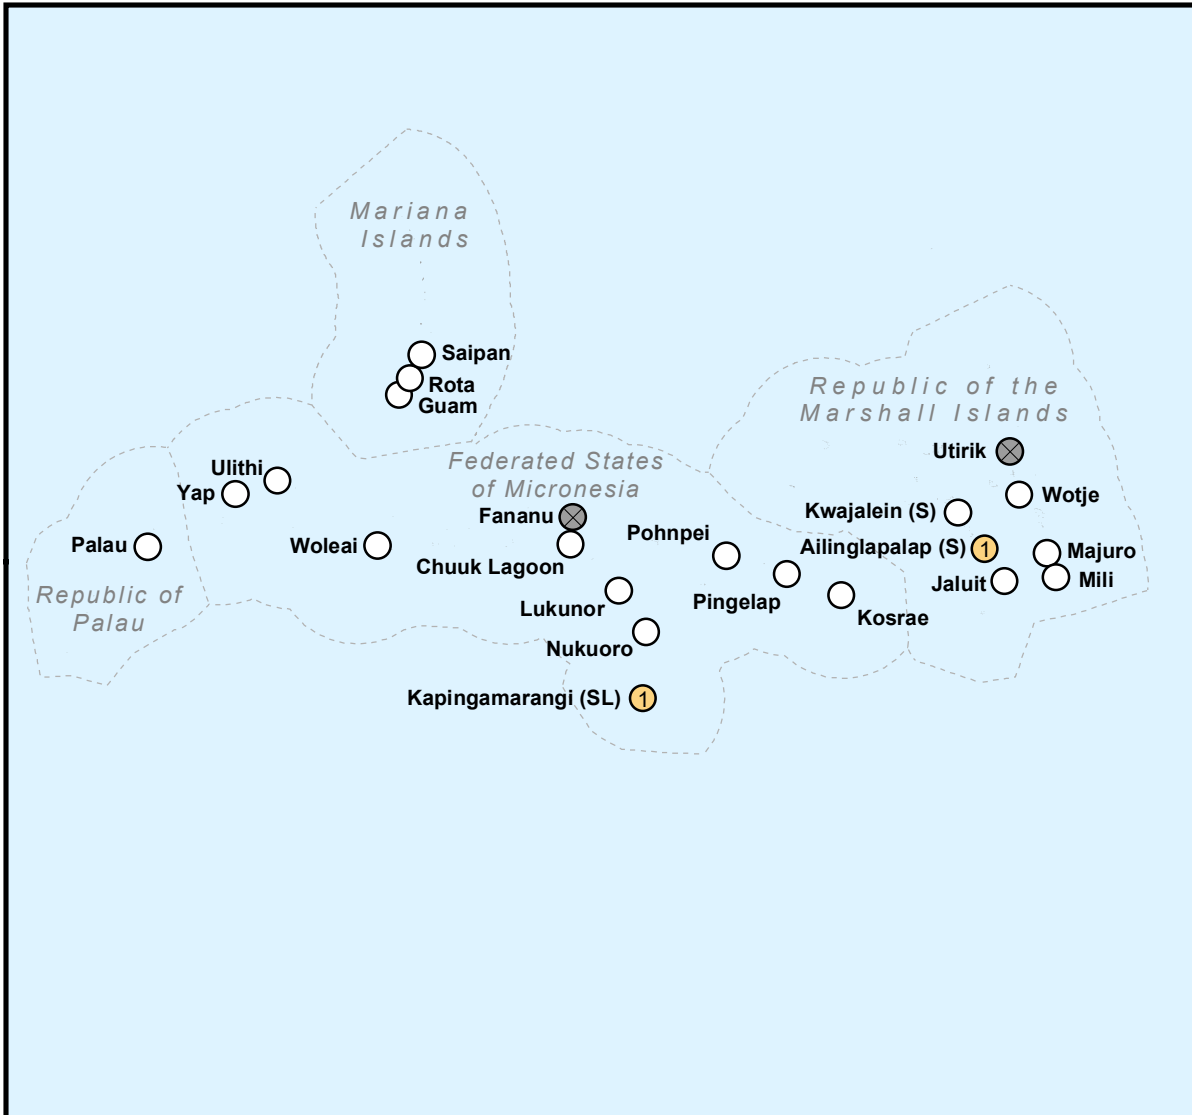 Mariana
Islands
Saipan
Rota
Guam
Republic of the
Marshall Islands
Utirik
Ulithi
Federated States
of Micronesia
Yap
Wotje
Kwajalein (S)
Fananu
Pohnpei
Palau
Woleai
Ailinglapalap (S) 1
Majuro
Chuuk Lagoon
Jaluit
Mili
Republic of
Palau
Lukunor
Pingelap
Kosrae
Nukuoro
Kapingamarangi (SL) 1